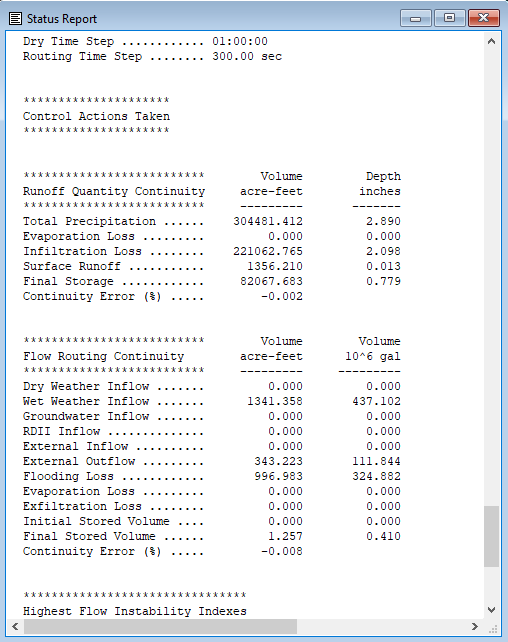 Status Report
Dry Time Step ............ 01:00:00
Routing Time Step ........ 300.00 sec
*********************
Control Actions Taken
*********************
**************************        Volume         Depth
Runoff Quantity Continuity     acre-feet        inches
**************************     ---------       -------
Total Precipitation ......    304481.412         2.890
Evaporation Loss .........         0.000         0.000
Infiltration Loss ........    221062.765         2.098
Surface Runoff ...........      1356.210         0.013
Final Storage ............     82067.683         0.779
Continuity Error (%) .....        -0.002
**************************        Volume        Volume
Flow Routing Continuity        acre-feet      10^6 gal
**************************     ---------     ---------
Dry Weather Inflow .......         0.000         0.000
Wet Weather Inflow .......      1341.358       437.102
Groundwater Inflow .......         0.000         0.000
RDII Inflow ..............         0.000         0.000
External Inflow ..........         0.000         0.000
External Outflow .........       343.223       111.844
Flooding Loss ............       996.983       324.882
Evaporation Loss .........         0.000         0.000
Exfiltration Loss ........         0.000         0.000
Initial Stored Volume ....         0.000         0.000
Final Stored Volume ......         1.257         0.410
Continuity Error (%) .....        -0.008
********************************
Highest Flow Instability Indexes